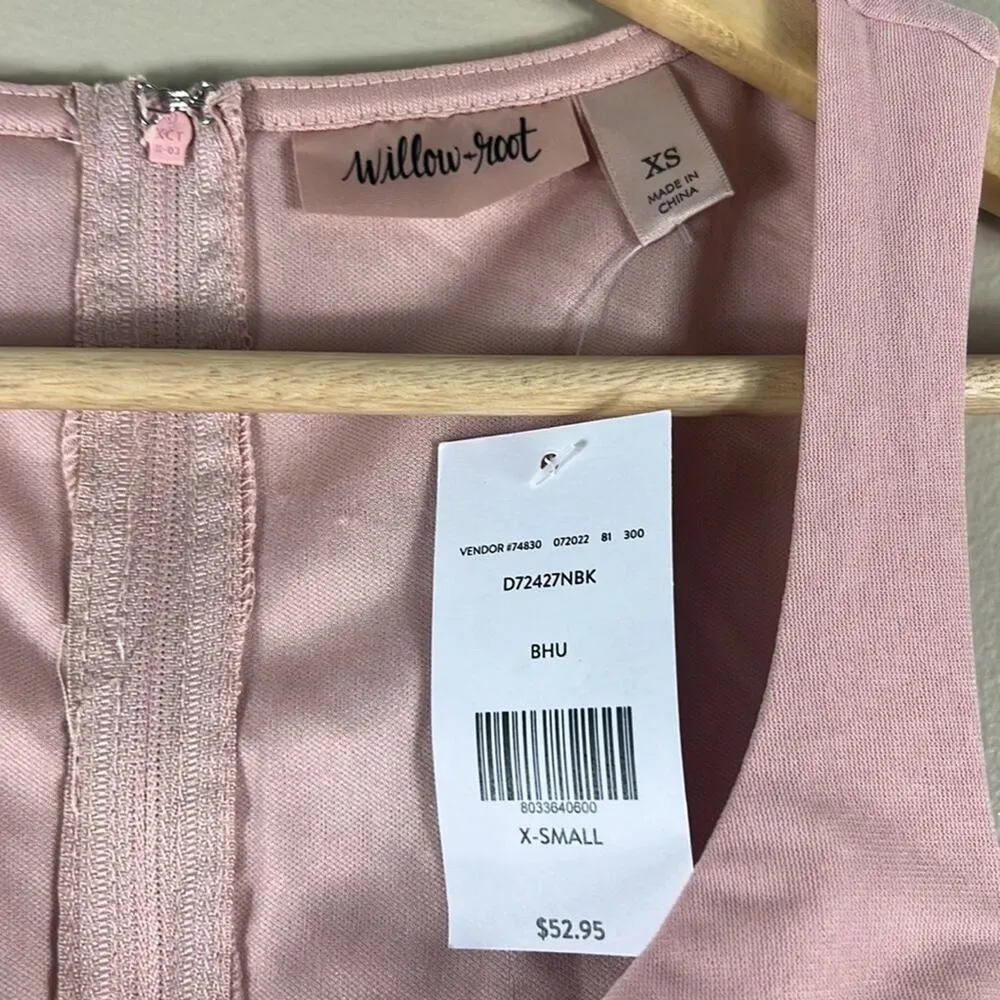 XCT
Willow+root
XS
MADE IN
CHINA
VENDOR #74830 072022 81 300
D72427NBK
BHU
8033640600
X-SMALL
$52.95